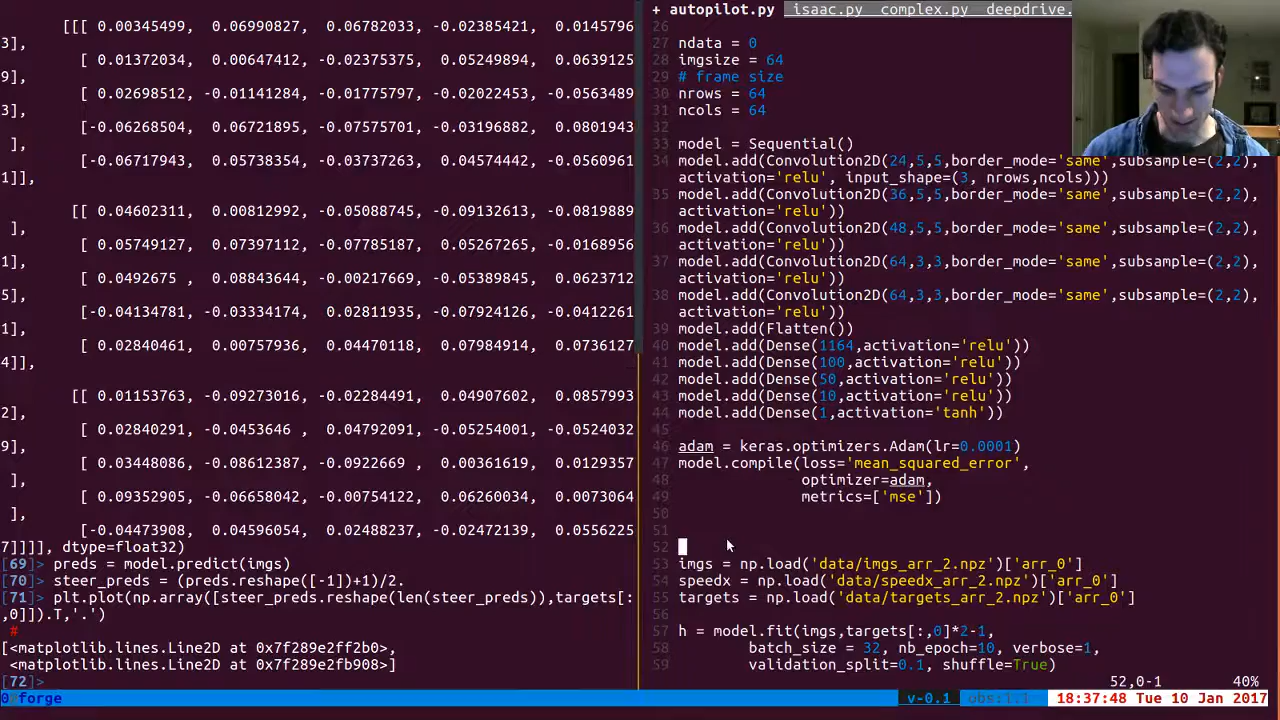 [[[ 0.00345499,  0.06990827,  0.06782033, -0.02385421,  0.0145796
3],
[ 0.01372034,  0.00647412, -0.02375375,  0.05249894,  0.0639125
9],
[ 0.02698512, -0.01141284, -0.01775797, -0.02022453, -0.0563489
3],
[-0.06268504,  0.06721895, -0.07575701, -0.03196882,  0.0801943
],
[-0.06717943,  0.05738354, -0.03737263,  0.04574442, -0.0560961
1]],
[[ 0.04602311,  0.00812992, -0.05088745, -0.09132613, -0.0819889
],
[ 0.05749127,  0.07397112, -0.07785187,  0.05267265, -0.0168956
1],
[ 0.0492675 ,  0.08843644, -0.00217669, -0.05389845,  0.0623712
5],
[-0.04134781, -0.03334174,  0.02811935, -0.07924126, -0.0412261
1],
[ 0.02840461,  0.00757936,  0.04470118,  0.07984914,  0.0736127
4]],
[[ 0.01153763, -0.09273016, -0.02284491,  0.04907602,  0.0857993
2],
[ 0.02840291, -0.0453646 ,  0.04792091, -0.05254001, -0.0524032
9],
[ 0.03448086, -0.08612387, -0.0922669 ,  0.00361619,  0.0129357
],
[ 0.09352905, -0.06658042, -0.00754122,  0.06260034,  0.0073064
],
[-0.04473908,  0.04596054,  0.02488237, -0.02472139,  0.0556225
7]]]], dtype=float32)
[69]> preds = model.predict(imgs)
[70]> steer_preds = (preds.reshape([-1])+1)/2.
[71]> plt.plot(np.array([steer_preds.reshape(len(steer_preds)),targets[:
,0]]).T,'.')
#
[<matplotlib.lines.Line2D at 0x7f289e2ff2b0>,
<matplotlib.lines.Line2D at 0x7f289e2fb908>]
[72]>
+ autopilot.py  isaac.py  complex.py  deepdrive.
26
27 ndata = 0
28 imgsize = 64
29 # frame size
30 nrows = 64
31 ncols = 64
32
33 model = Sequential()
34 model.add(Convolution2D(24,5,5,border_mode='same',subsample=(2,2),
activation='relu', input_shape=(3, nrows,ncols)))
35 model.add(Convolution2D(36,5,5,border_mode='same',subsample=(2,2),
activation='relu'))
36 model.add(Convolution2D(48,5,5,border_mode='same',subsample=(2,2),
activation='relu'))
37 model.add(Convolution2D(64,3,3,border_mode='same',subsample=(2,2),
activation='relu'))
38 model.add(Convolution2D(64,3,3,border_mode='same',subsample=(2,2),
activation='relu'))
39 model.add(Flatten())
40 model.add(Dense(1164,activation='relu'))
41 model.add(Dense(100,activation='relu'))
42 model.add(Dense(50,activation='relu'))
43 model.add(Dense(10,activation='relu'))
44 model.add(Dense(1,activation='tanh'))
45
46 adam = keras.optimizers.Adam(lr=0.0001)
47 model.compile(loss='mean_squared_error',
48 optimizer=adam,
49 metrics=['mse'])
50
51
52
53 imgs = np.load('data/imgs_arr_2.npz')['arr_0']
54 speedx = np.load('data/speedx_arr_2.npz')['arr_0']
55 targets = np.load('data/targets_arr_2.npz')['arr_0']
56
57 h = model.fit(imgs,targets[:,0]*2-1,
58 batch_size = 32, nb_epoch=10, verbose=1,
59 validation_split=0.1, shuffle=True)
52,0-1 40%
forge
v-0.1 obs:1.1 18:37:48 Tue 10 Jan 2017